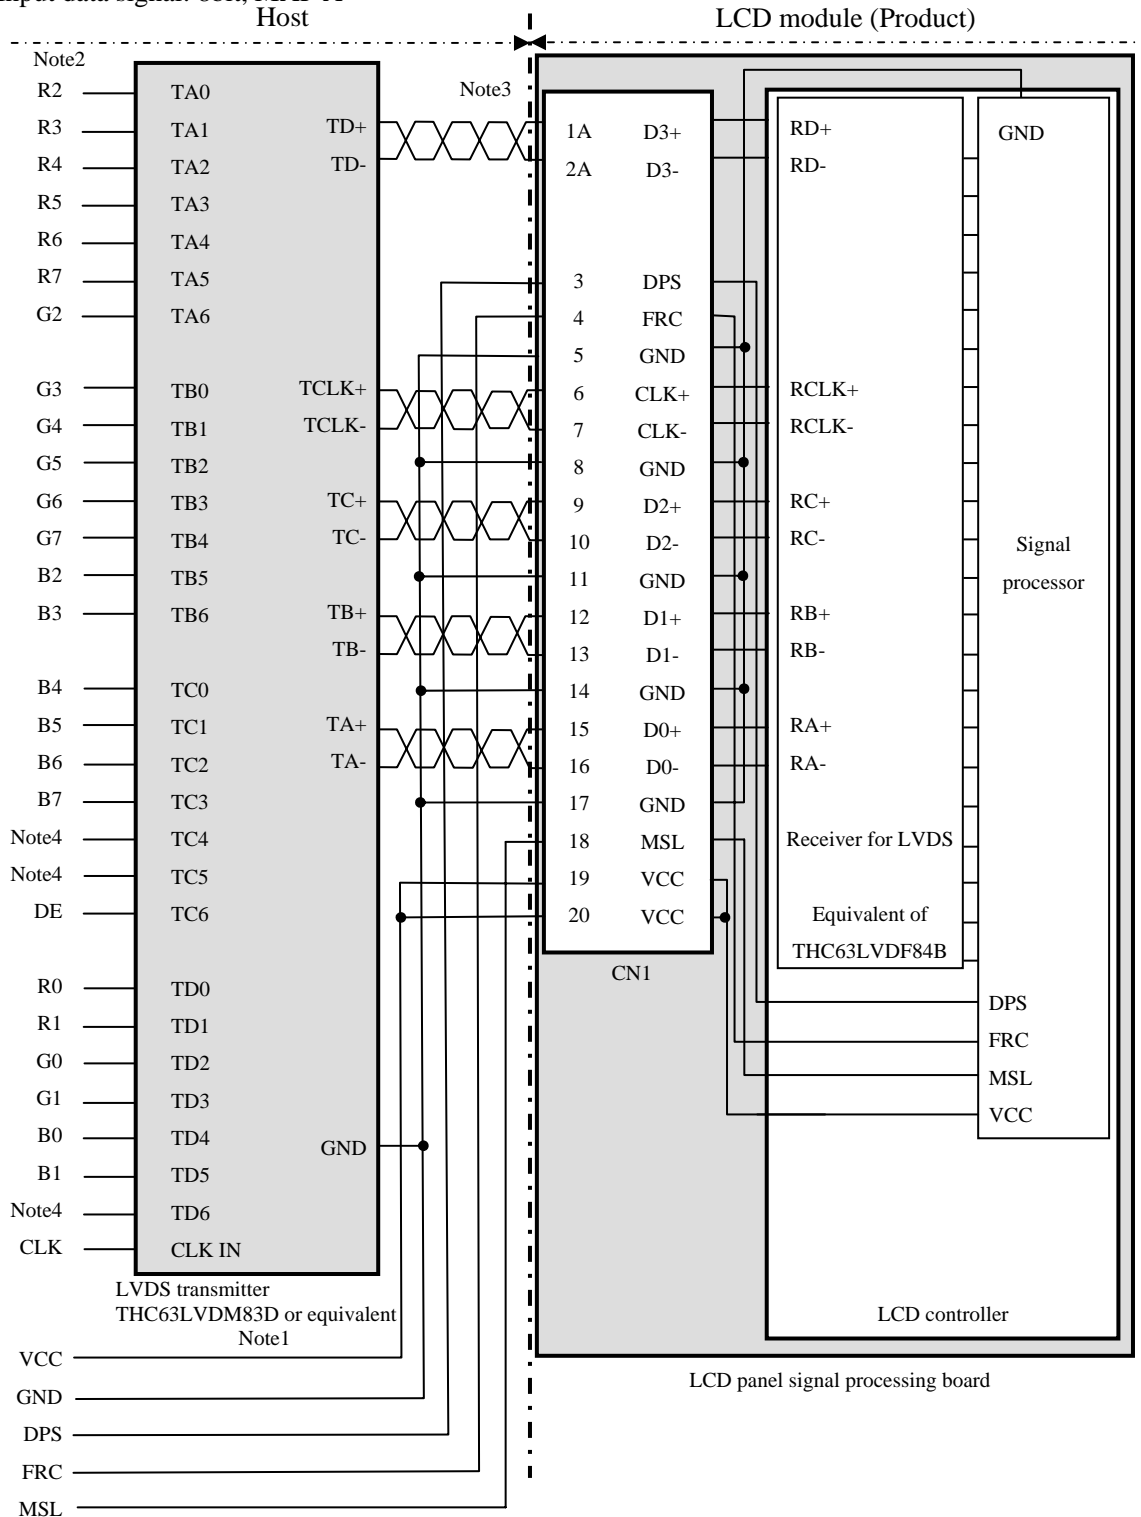 Host
LCD module (Product)
Note2
Note3
R2 TA0
R3 TA1 TD+ 1A D3+ RD+ GND
R4 TA2 TD- 2A D3- RD-
R5 TA3
R6 TA4
R7 TA5 3 DPS
G2 TA6 4 FRC
5 GND
G3 TB0 TCLK+ 6 CLK+ RCLK+
G4 TB1 TCLK- 7 CLK- RCLK-
G5 TB2 8 GND
G6 TB3 TC+ 9 D2+ RC+
G7 TB4 TC- 10 D2- RC- Signal
B2 TB5 11 GND processor
B3 TB6 TB+ 12 D1+ RB+
TB- 13 D1- RB-
B4 TC0 14 GND
B5 TC1 TA+ 15 D0+ RA+
B6 TC2 TA- 16 D0- RA-
B7 TC3 17 GND
Note4 TC4 18 MSL Receiver for LVDS
Note4 TC5 19 VCC
DE TC6 20 VCC Equivalent of
THC63LVDF84B
CN1
R0 TD0 DPS
R1 TD1 FRC
G0 TD2 MSL
G1 TD3 VCC
B0 TD4 GND
B1 TD5
Note4 TD6
CLK CLK IN
LVDS transmitter
THC63LVDM83D or equivalent
Note1
LCD controller
VCC
LCD panel signal processing board
GND
DPS
FRC
MSL